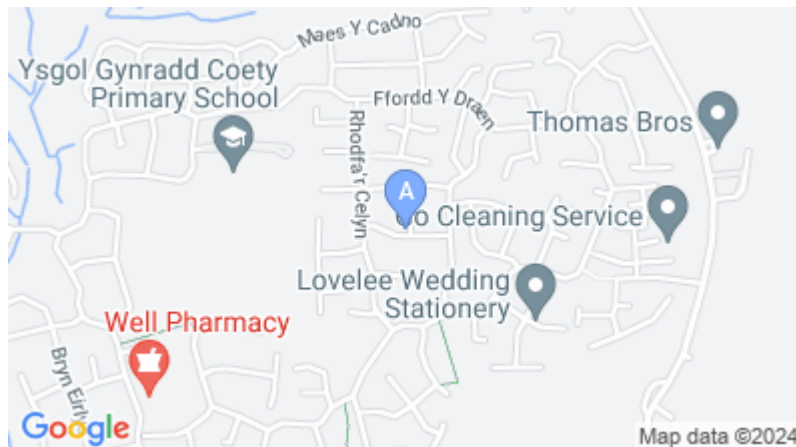 Maes Y Cadno
Ysgol Gynradd Coety
Primary School
Ffordd Y Draen
Thomas Bros
Rhodfa'r Celyn
A
Cleaning Service
Lovelee Wedding
Stationery
Well Pharmacy
Bryn
Google
Map data ©2024